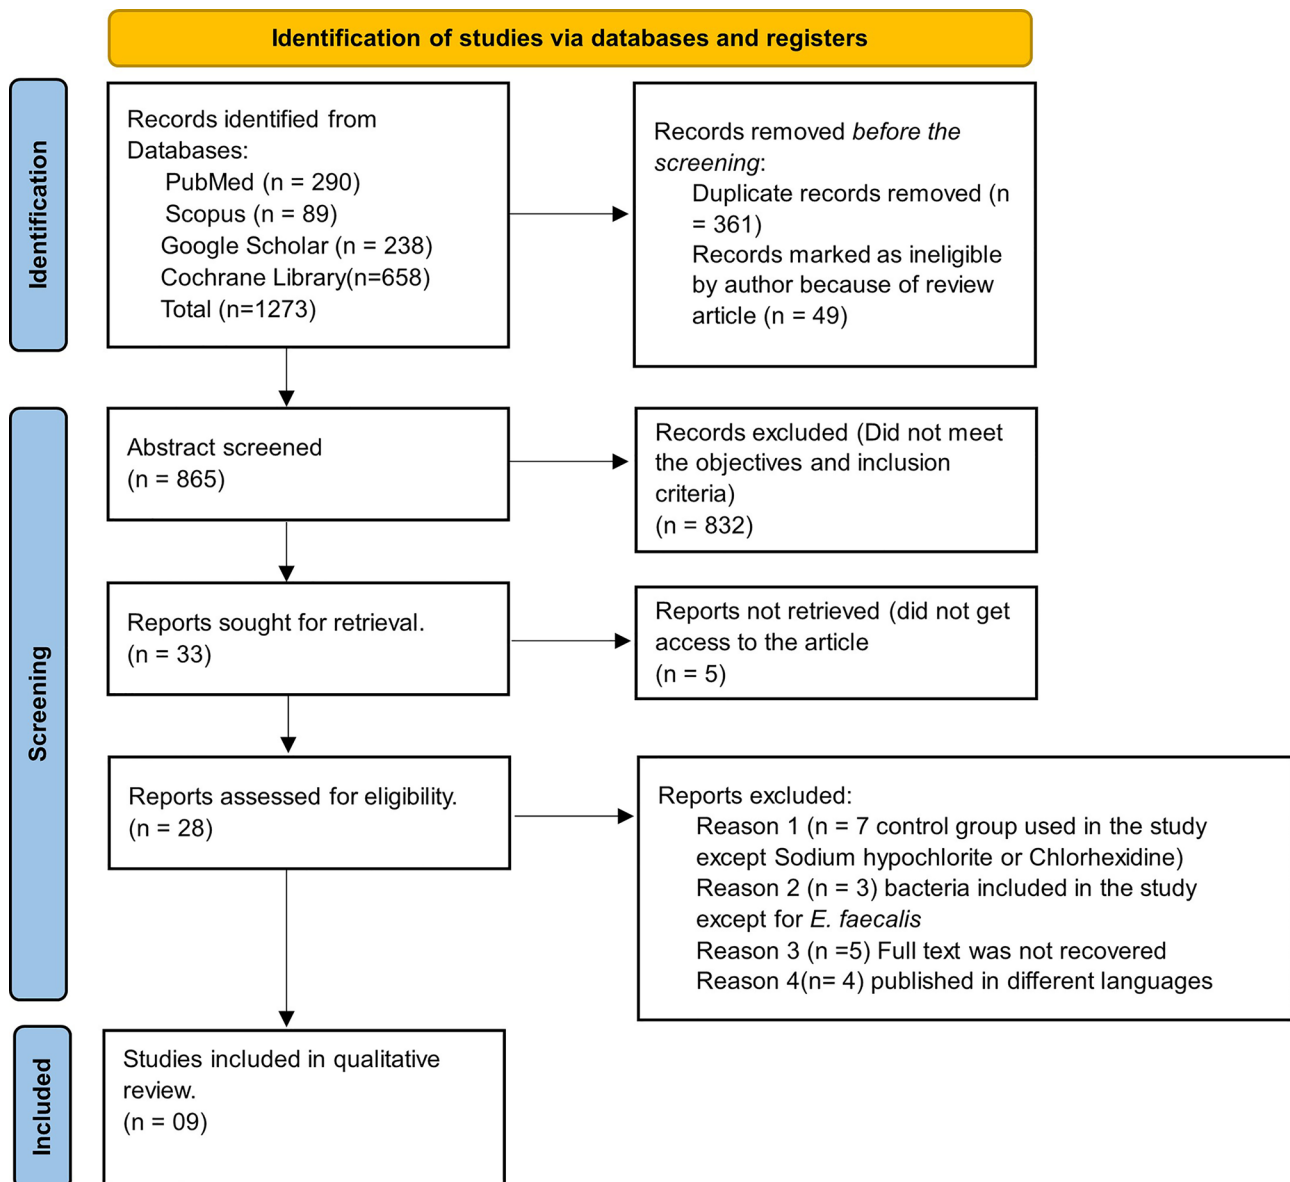 Identification of studies via databases and registers
Identification
Records identified from
Databases:
PubMed (n = 290)
Scopus (n = 89)
Google Scholar (n = 238)
Cochrane Library(n=658)
Total (n=1273)
Records removed before the
screening:
Duplicate records removed (n
= 361)
Records marked as ineligible
by author because of review
article (n = 49)
Screening
Abstract screened
(n = 865)
Records excluded (Did not meet
the objectives and inclusion
criteria)
(n = 832)
Reports sought for retrieval.
(n = 33)
Reports not retrieved (did not get
access to the article
(n = 5)
Reports assessed for eligibility.
(n = 28)
Reports excluded:
Reason 1 (n = 7 control group used in the study
except Sodium hypochlorite or Chlorhexidine)
Reason 2 (n = 3) bacteria included in the study
except for E. faecalis
Reason 3 (n =5) Full text was not recovered
Reason 4(n= 4) published in different languages
Included
Studies included in qualitative
review.
(n = 09)